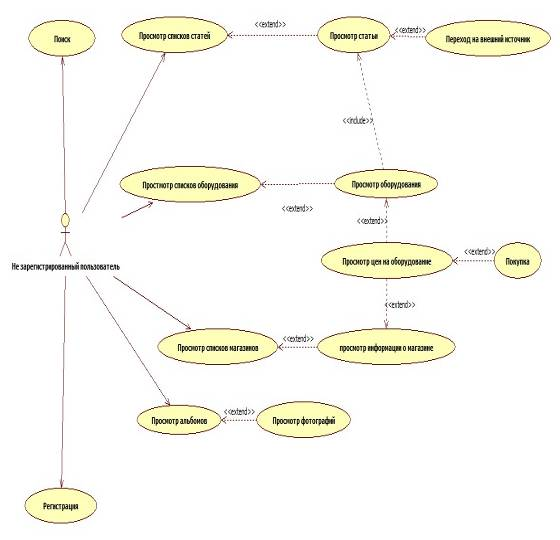 Поиск
Просмотр списков статей
<<extend>>
Просмотр статьи
<<extend>>
Переход на внешний источник
<<include>>
Простмотр списков оборудования
<<extend>>
Просмотр оборудования
<<extend>>
Не зарегистрированный пользователь
Просмотр цен на оборудование
<<extend>>
Покупка
<<extend>>
Просмотр списков магазинов
<<extend>>
просмотр информации о магазине
Просмотр альбомов
<<extend>>
Просмотр фотографий
Регистрация